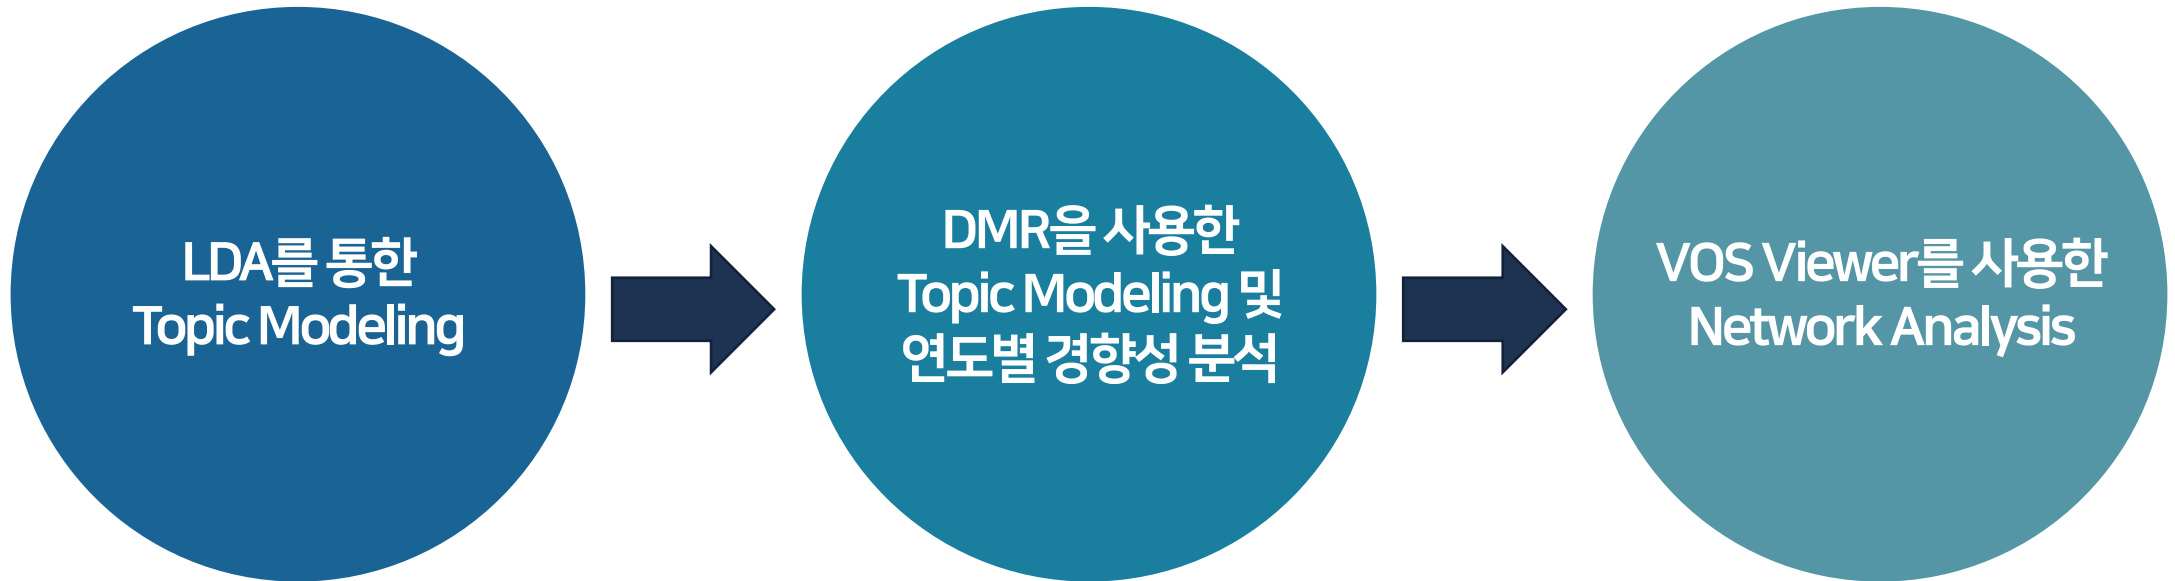 LDA를 통한
Topic Modeling
DMR을 사용한
Topic Modeling 및
연도별 경향성 분석
VOS Viewer를 사용한
Network Analysis